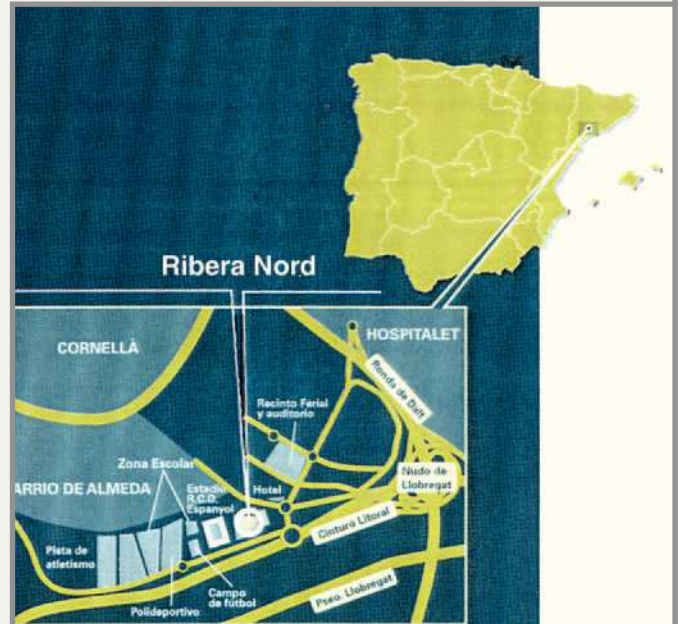 Ribera Nord
CORNELLÀ
HOSPITALET
Ronda de Dalt
Recinto Ferial
y auditorio
Zona Escolar
Nudo de
Llobregat
ARRIO DE ALMEDA
Estadio
R.C.D.
Espanyol
Hotel
Cinturó Litoral
Pista de
atletismo
Campo
de fútbol
Polideportivo
Pseo. Llobregat